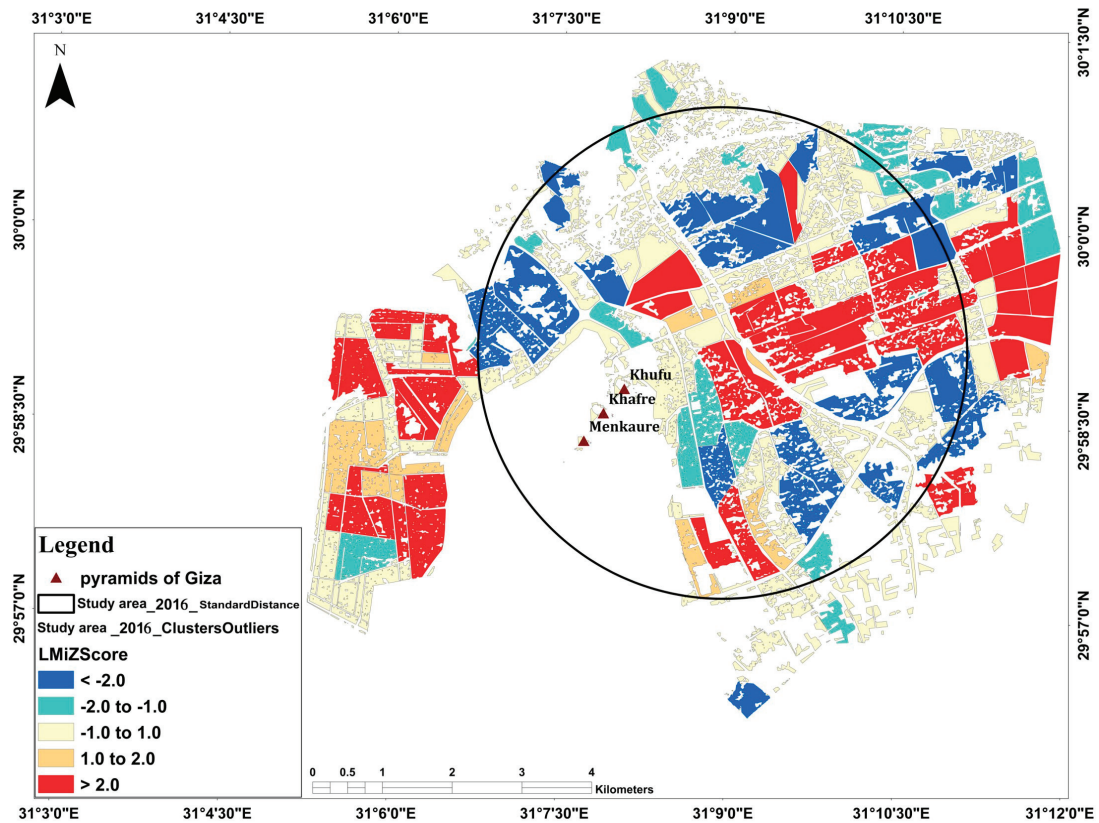 31°3'30"E 31°4'30"E 31°6'0"E 31°7'30"E 31°9'0"E 31°10'30"E
30°1'30"N
N
30°0'0"N
30°0'0"N
Khufu
Khafre
Menkaure
29°58'30"N
29°58'30"N
29°57'0"N
29°57'0"N
Legend
pyramids of Giza
Study area_2016_StandardDistance
Study area _2016_ClustersOutliers
LMiZScore
< -2.0
-2.0 to -1.0
-1.0 to 1.0
1.0 to 2.0
> 2.0
0 0.5 1 2 3 4
Kilometers
31°3'0"E 31°4'30"E 31°6'0"E 31°7'30"E 31°9'0"E 31°10'30"E 31°12'0"E